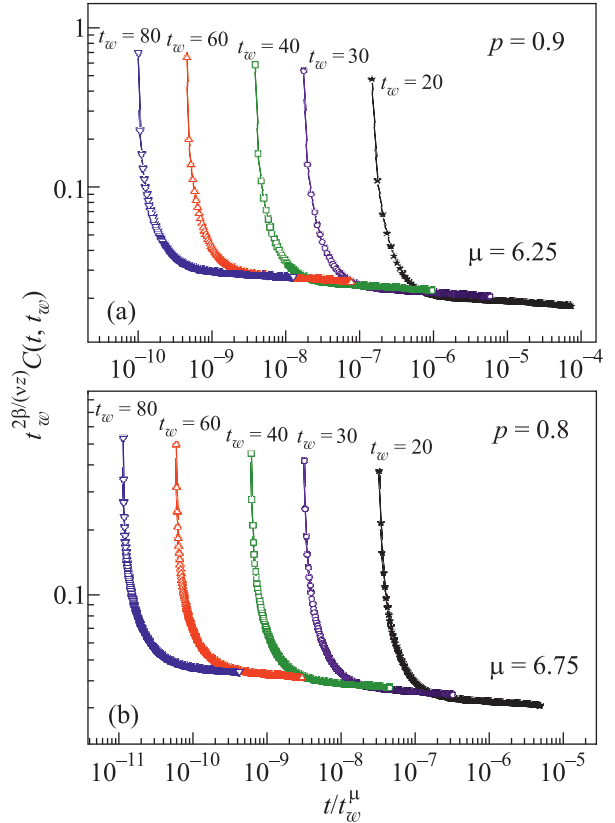 1
t_w = 80
t_w = 60
t_w = 40
t_w = 30
t_w = 20
p = 0.9
0.1
μ = 6.25
(a)
10⁻¹⁰ 10⁻⁹ 10⁻⁸ 10⁻⁷ 10⁻⁶ 10⁻⁵ 10⁻⁴
t_w^{2β/(νz)} C(t, t_w)
t_w = 80
t_w = 60
t_w = 40
t_w = 30
t_w = 20
p = 0.8
0.1
μ = 6.75
(b)
10⁻¹¹ 10⁻¹⁰ 10⁻⁹ 10⁻⁸ 10⁻⁷ 10⁻⁶ 10⁻⁵
t/t_w^μ